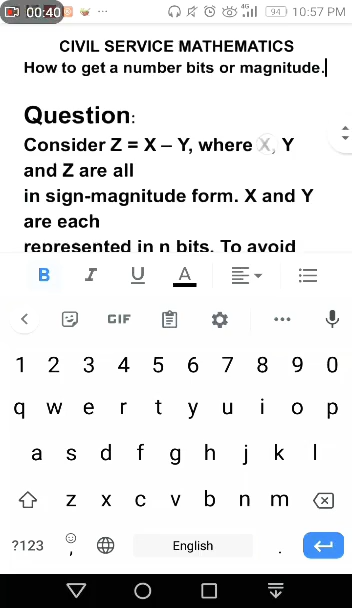 00:40
4G
94
10:57 PM
CIVIL SERVICE MATHEMATICS
How to get a number bits or magnitude.
Question:
Consider Z = X – Y, where X, Y
and Z are all
in sign-magnitude form. X and Y
are each
represented in n bits. To avoid
B I U A
GIF
1 2 3 4 5 6 7 8 9 0
q w e r t y u i o p
a s d f g h j k l
z x c v b n m
?123 , English .